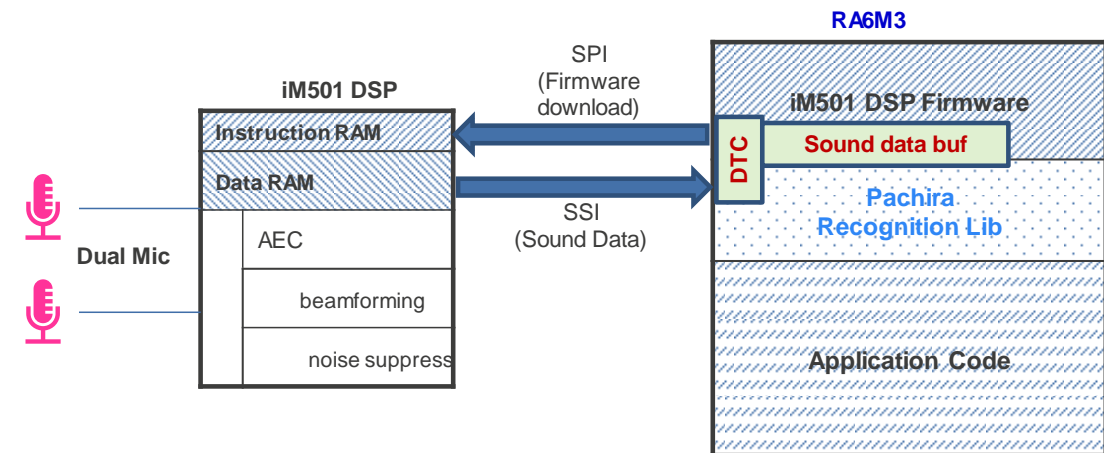 RA6M3
SPI
(Firmware
download)
iM501 DSP
iM501 DSP Firmware
Instruction RAM
DTC
Sound data buf
Data RAM
Pachira
Recognition Lib
SSI
(Sound Data)
Dual Mic
AEC
beamforming
noise suppress
Application Code